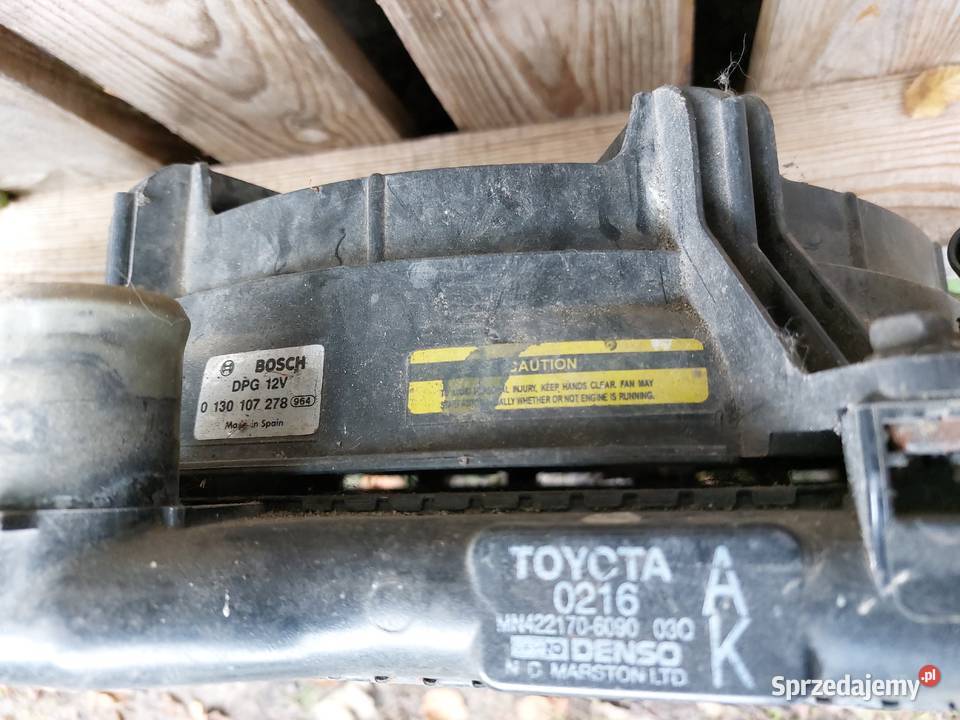 BOSCH
DPG 12V
0 130 107 278 964
Made in Spain
CAUTION
INJURY, KEEP HANDS CLEAR. FAN MAY
WHETHER OR NOT ENGINE IS RUNNING.
TOYOTA A
0216
MN422170-6090 030
DENSO K
N D MARSTON LTD
Sprzedajemy.pl